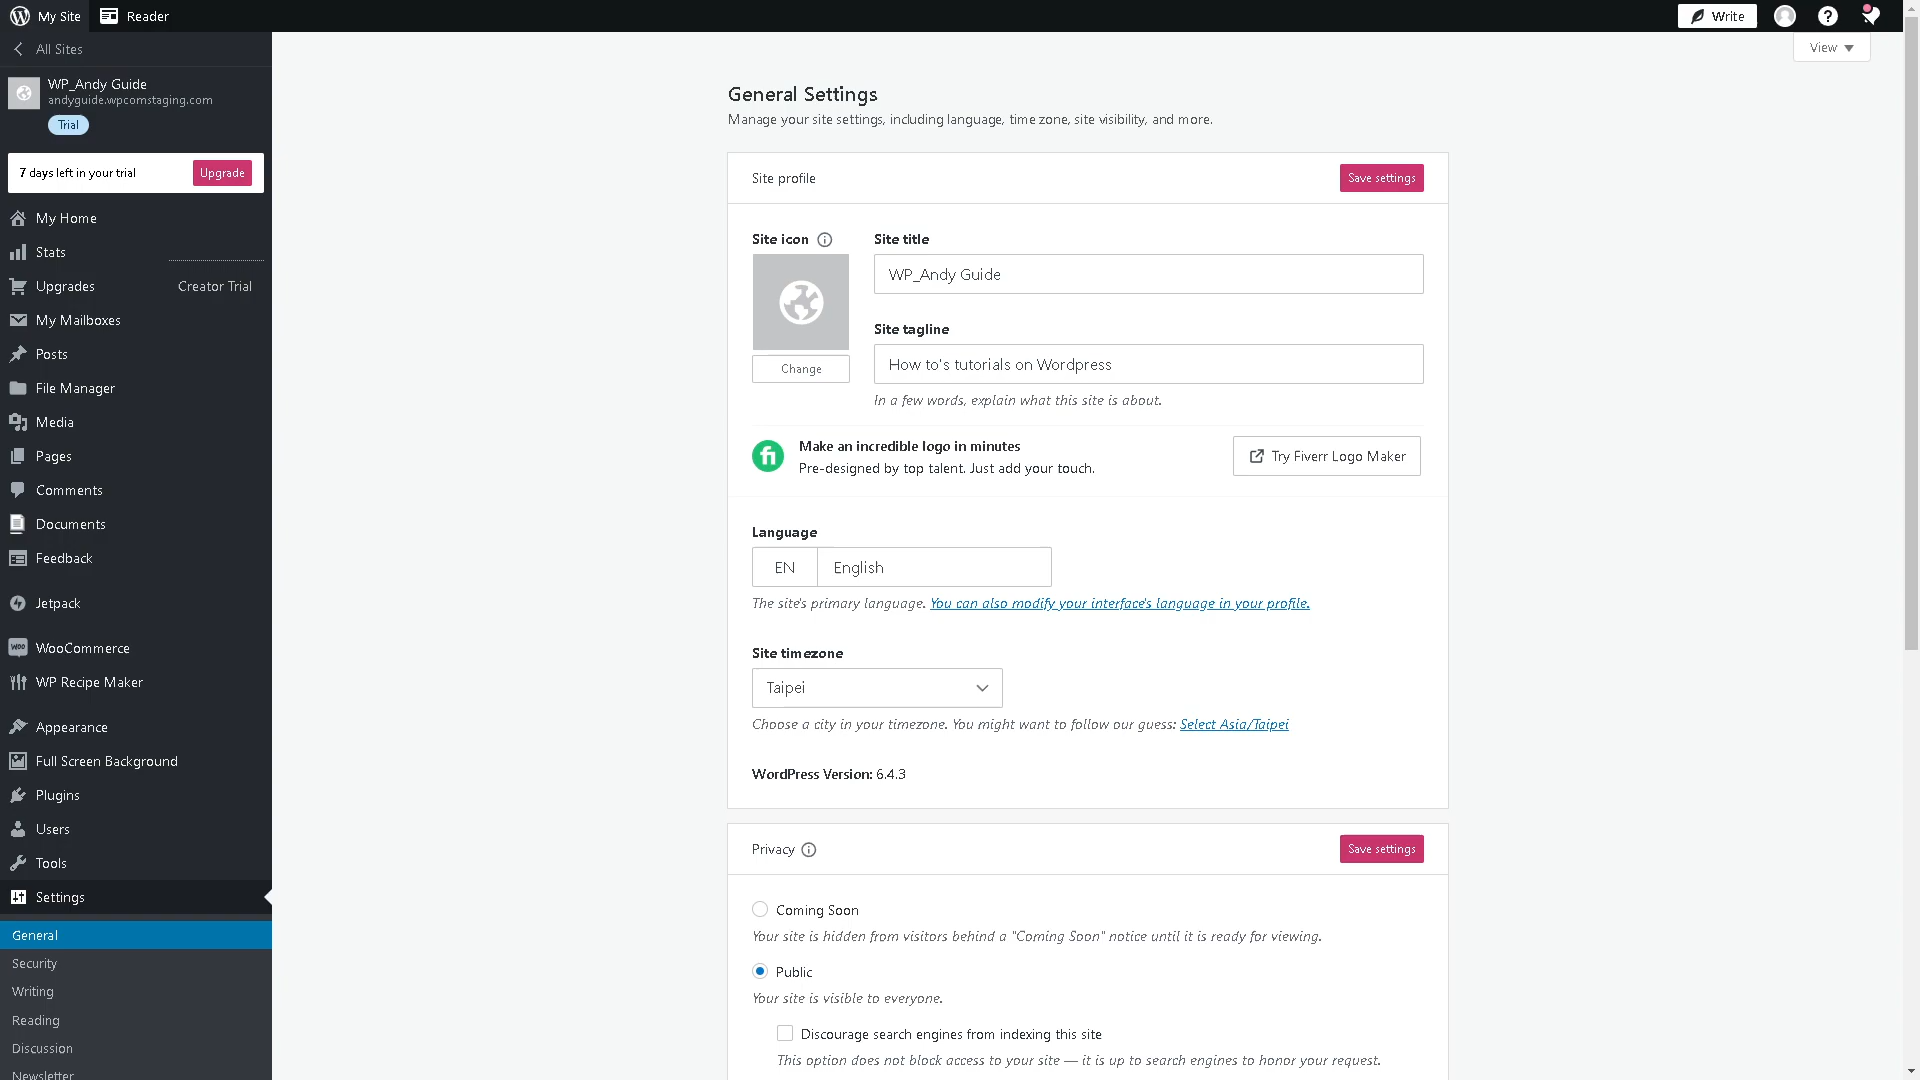 My Site
Reader
Write
View
All Sites
WP_Andy Guide
andyguide.wpcomstaging.com
Trial
7 days left in your trial
Upgrade
My Home
Stats
Upgrades
Creator Trial
My Mailboxes
Posts
File Manager
Media
Pages
Comments
Documents
Feedback
Jetpack
WooCommerce
WP Recipe Maker
Appearance
Full Screen Background
Plugins
Users
Tools
Settings
General
Security
Writing
Reading
Discussion
Newsletter
General Settings
Manage your site settings, including language, time zone, site visibility, and more.
Site profile
Save settings
Site icon
Change
Site title
WP_Andy Guide
Site tagline
How to's tutorials on Wordpress
In a few words, explain what this site is about.
fi
Make an incredible logo in minutes
Pre-designed by top talent. Just add your touch.
Try Fiverr Logo Maker
Language
EN
English
The site's primary language. You can also modify your interface's language in your profile.
Site timezone
Taipei
Choose a city in your timezone. You might want to follow our guess: Select Asia/Taipei
WordPress Version: 6.4.3
Privacy
Save settings
Coming Soon
Your site is hidden from visitors behind a "Coming Soon" notice until it is ready for viewing.
Public
Your site is visible to everyone.
Discourage search engines from indexing this site
This option does not block access to your site — it is up to search engines to honor your request.